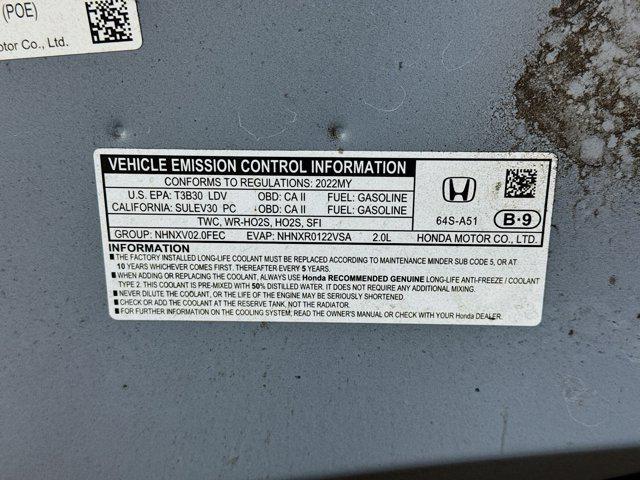 (POE)
otor Co., Ltd.
VEHICLE EMISSION CONTROL INFORMATION
CONFORMS TO REGULATIONS: 2022MY
U.S. EPA: T3B30 LDV OBD: CA II FUEL: GASOLINE
CALIFORNIA: SULEV30 PC OBD: CA II FUEL: GASOLINE
TWC, WR-HO2S, HO2S, SFI
GROUP: NHNXV02.0FEC EVAP: NHNXR0122VSA 2.0L
64S-A51 B-9
HONDA MOTOR CO., LTD.
INFORMATION
■ FACTORY-FILLED LONG-LIFE COOLANT NEED TO BE REPLACED ACCORDING TO MAINTENANCE MINDER SUB CODE 5, OR AT
10 YEARS WHICHEVER COMES FIRST. THEREAFTER EVERY 5 YEARS.
■ WHEN ADDING OR REPLACING THE COOLANT, ALWAYS USE Honda RECOMMENDED GENUINE LONG-LIFE ANTI-FREEZE / COOLANT
TYPE 2. THIS COOLANT IS PRE-MIXED WITH 50% DISTILLED WATER. IT DOES NOT REQUIRE ANY ADDITIONAL MIXING.
■ NEVER DILUTE THE COOLANT, OR THE LIFE OF THE ENGINE MAY BE SERIOUSLY SHORTENED.
■ CHECK OR ADD THE COOLANT AT THE RESERVE TANK, NOT THE RADIATOR.
■ FOR FURTHER INFORMATION ON THE COOLING SYSTEM, READ THE OWNER'S MANUAL OR CHECK WITH YOUR Honda DEALER.